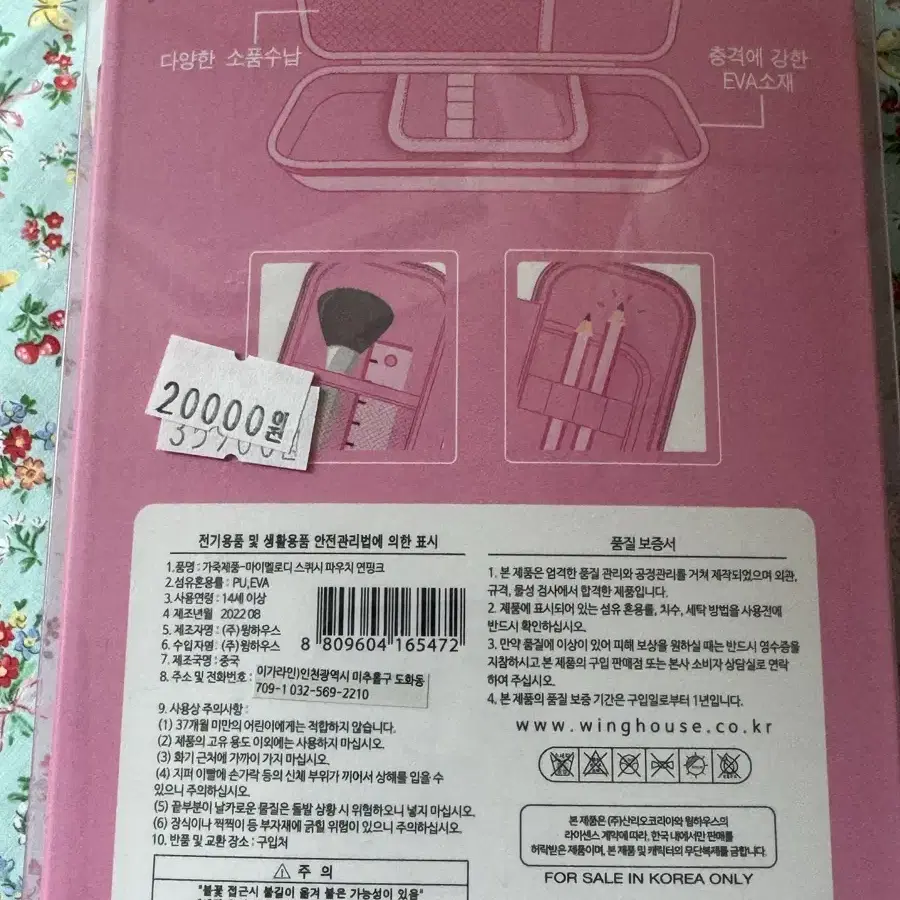 다양한 소품수납
충격에 강한
EVA소재
20000원
전기용품 및 생활용품 안전관리법에 의한 표시
1.품명 : 가죽제품-마이멜로디 스퀴시 파우치 연핑크
2.섬유혼용률 : PU,EVA
3.사용연령 : 14세 이상
4 제조년월 2022 08
5. 제조자명 : (주)윙하우스
6. 수입자명 : (주)윙하우스
7. 제조국명 : 중국
8. 주소 및 전화번호 :
이가라인)인천광역시 미추홀구 도화동
709-1 032-569-2210
8 809604 165472
9. 사용상 주의사항 :
(1) 37개월 미만의 어린이에게는 적합하지 않습니다.
(2) 제품의 고유 용도 이외에는 사용하지 마십시오.
(3) 화기 근처에 가까이 가지 마십시오.
(4) 지퍼 이빨에 손가락 등의 신체 부위가 끼어서 상해를 입을 수
있으니 주의하십시오.
(5) 끝부분이 날카로운 물질은 돌발 상황 시 위험하오니 넣지 마십시오.
(6) 장식이나 찍찍이 등 부자재에 긁힐 위험이 있으니 주의하십시오.
10. 반품 및 교환 장소 : 구입처
주 의
"불꽃 접근시 불길이 옮겨 붙은 가능성이 있음"
품질 보증서
1. 본 제품은 엄격한 품질 관리와 공정관리를 거쳐 제작되었으며 외관,
규격, 물성 검사에서 합격한 제품입니다.
2. 제품에 표시되어 있는 섬유 혼용률, 치수, 세탁 방법을 사용전에
반드시 확인하십시오.
3. 만약 품질에 이상이 있어 피해 보상을 원하실 때는 반드시 영수증을
지참하시고 본 제품의 구입 판매점 또는 본사 소비자 상담실로 연락
하여 주십시오.
4. 본 제품의 품질 보증 기간은 구입일로부터 1년입니다.
www.winghouse.co.kr
본 제품은 (주)산리오코리아와 윙하우스의
라이센스 계약에 따라, 한국 내에서만 판매를
허락받은 제품이며, 본 제품 및 캐릭터의 무단복제를 금합니다.
FOR SALE IN KOREA ONLY